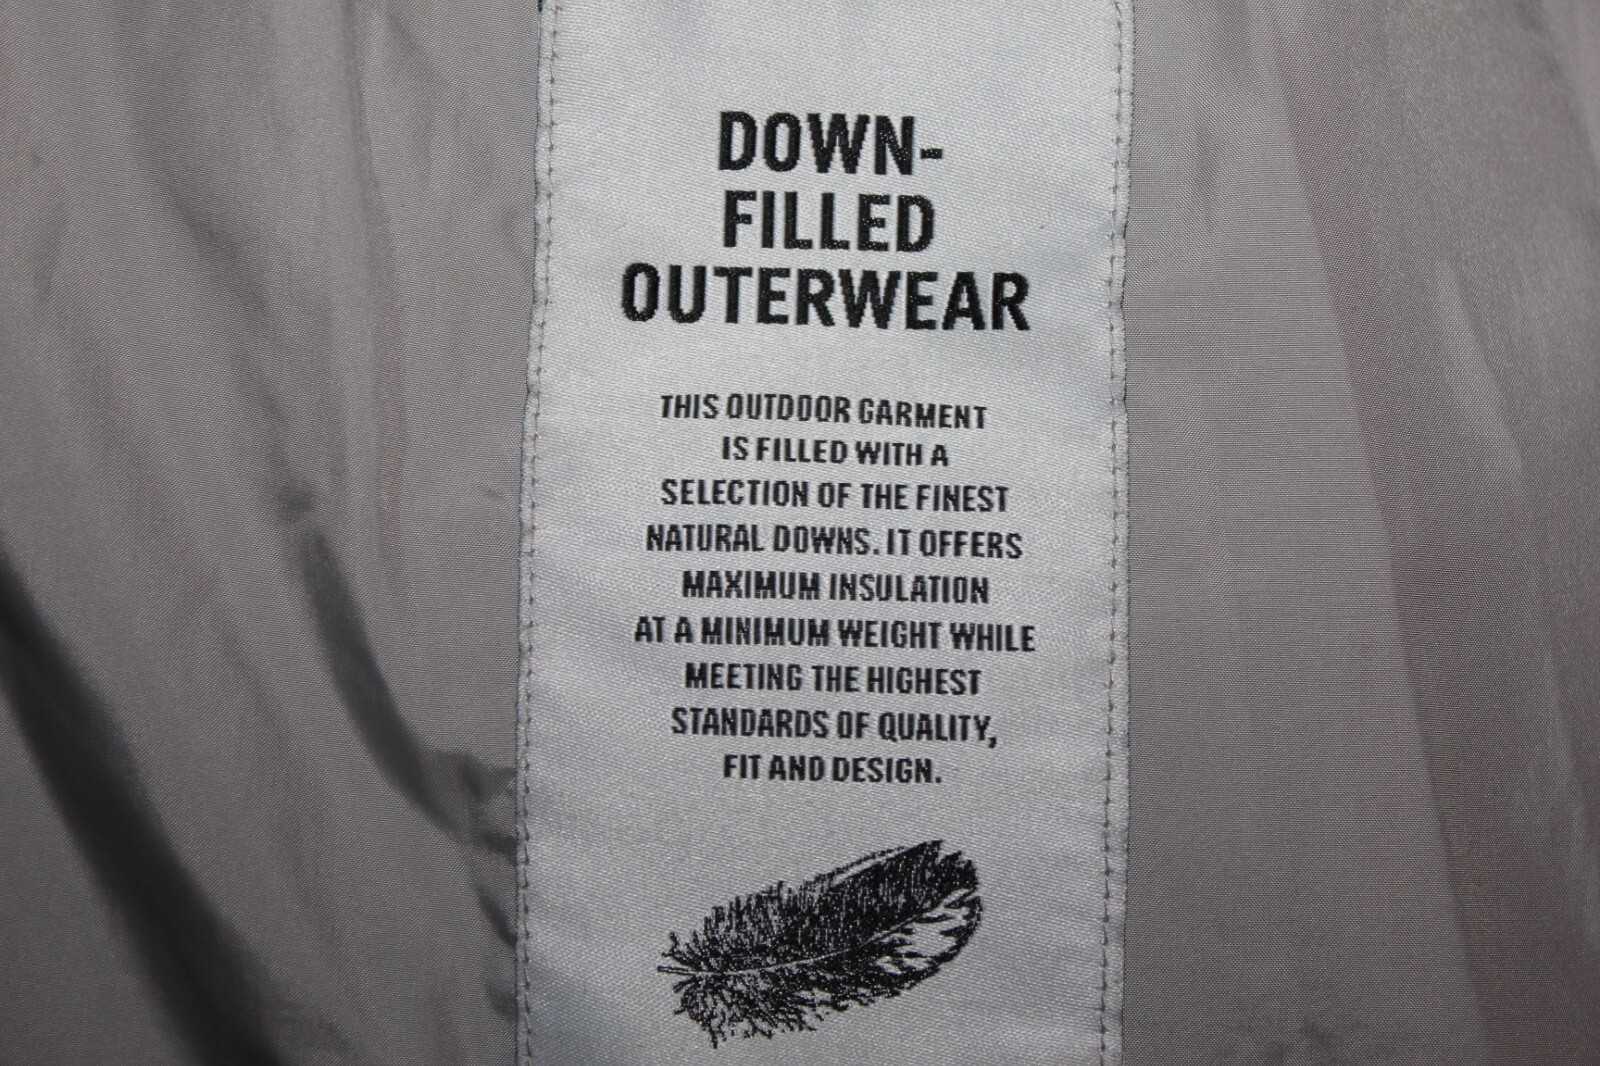 DOWN-
FILLED
OUTERWEAR
THIS OUTDOOR GARMENT
IS FILLED WITH A
SELECTION OF THE FINEST
NATURAL DOWNS. IT OFFERS
MAXIMUM INSULATION
AT A MINIMUM WEIGHT WHILE
MEETING THE HIGHEST
STANDARDS OF QUALITY,
FIT AND DESIGN.